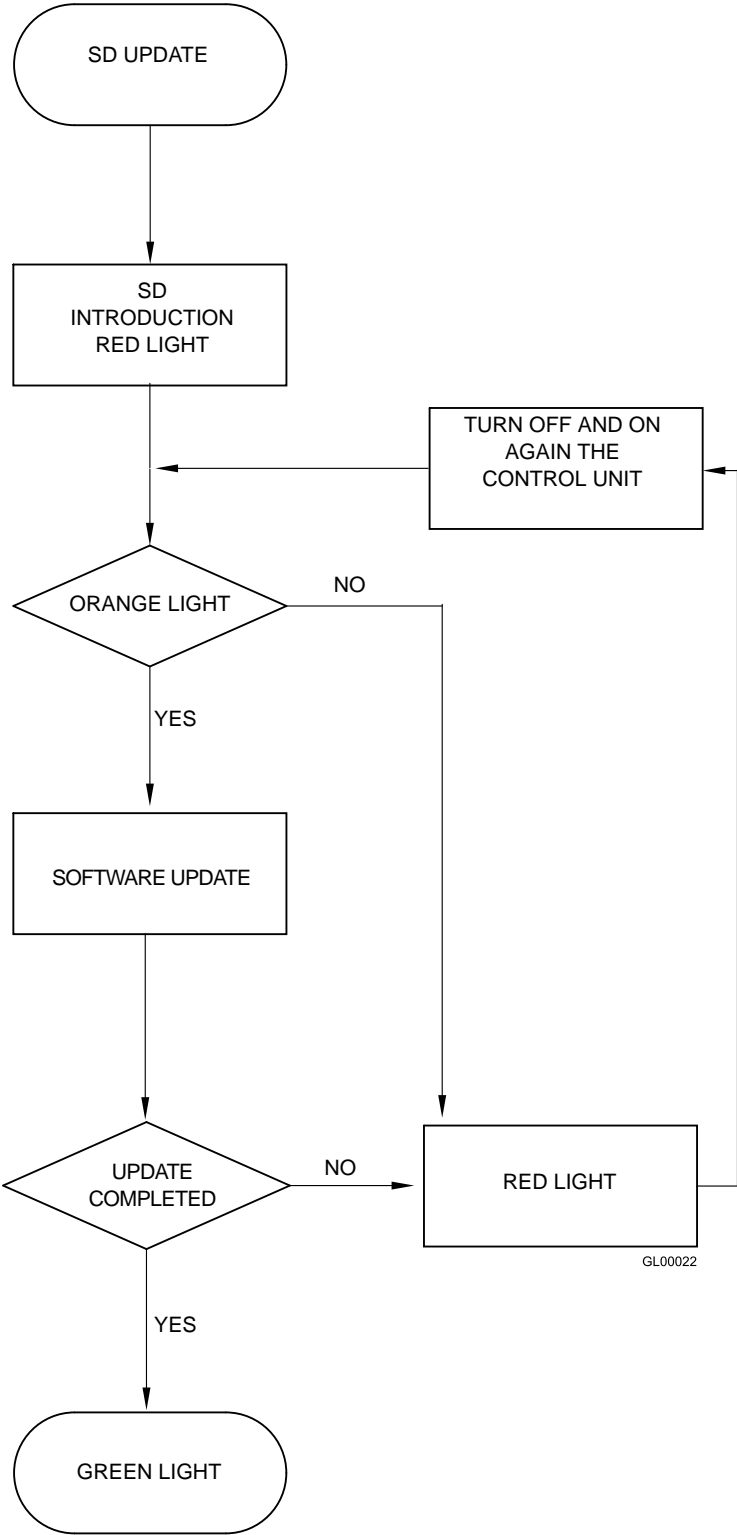 SD UPDATE
SD
INTRODUCTION
RED LIGHT
TURN OFF AND ON
AGAIN THE
CONTROL UNIT
ORANGE LIGHT
NO
YES
SOFTWARE UPDATE
UPDATE
COMPLETED
NO
RED LIGHT
GL00022
YES
GREEN LIGHT